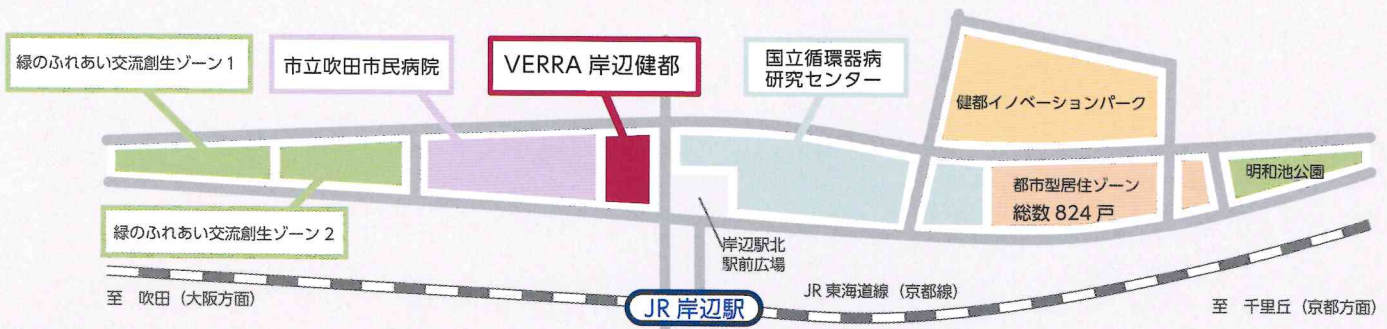 緑のふれあい交流創生ゾーン1
市立吹田市民病院
VERRA 岸辺健都
国立循環器病
研究センター
健都イノベーションパーク
緑のふれあい交流創生ゾーン2
都市型居住ゾーン
総数824戸
明和池公園
岸辺駅北
駅前広場
至 吹田(大阪方面)
JR 岸辺駅
JR東海道線(京都線)
至 千里丘(京都方面)